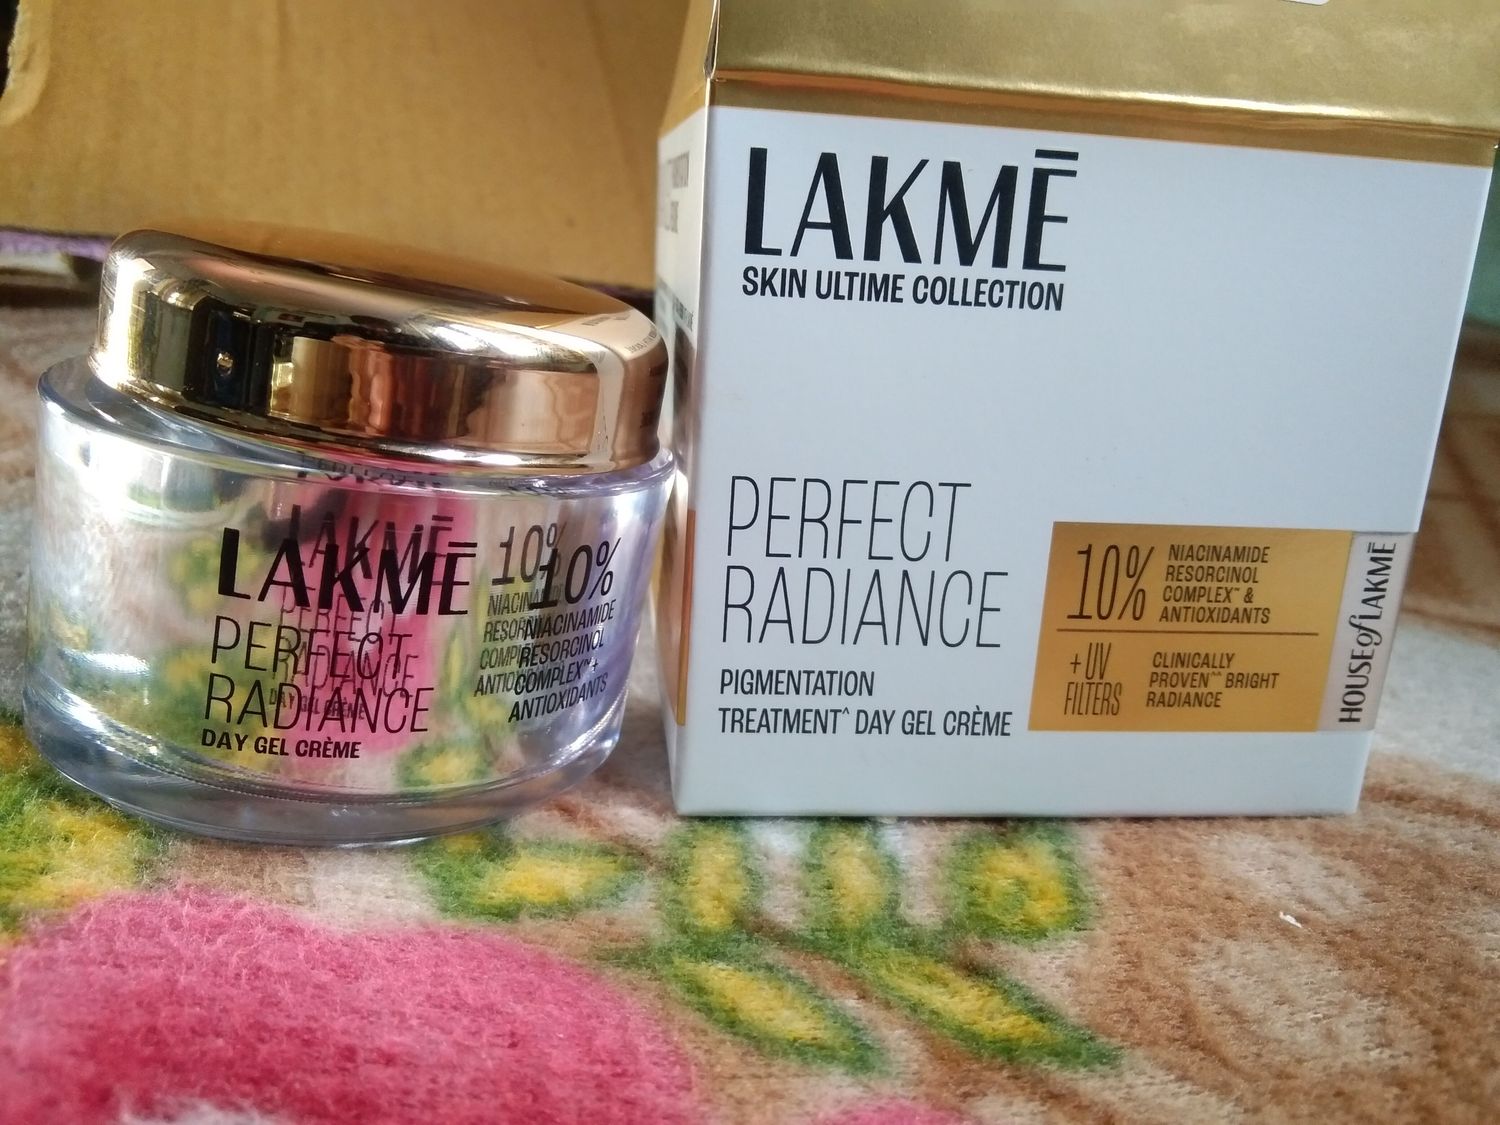 LAKMĒ
PERFECT
RADIANCE
DAY GEL CRÈME
10%
NIACINAMIDE
RESORCINOL
COMPLEX™ +
ANTIOXIDANTS
LAKMĒ
SKIN ULTIME COLLECTION
PERFECT
RADIANCE
PIGMENTATION
TREATMENT^ DAY GEL CRÈME
10%
NIACINAMIDE
RESORCINOL
COMPLEX™ &
ANTIOXIDANTS
+UV
FILTERS
CLINICALLY
PROVEN^^ BRIGHT
RADIANCE
HOUSE of LAKMĒ